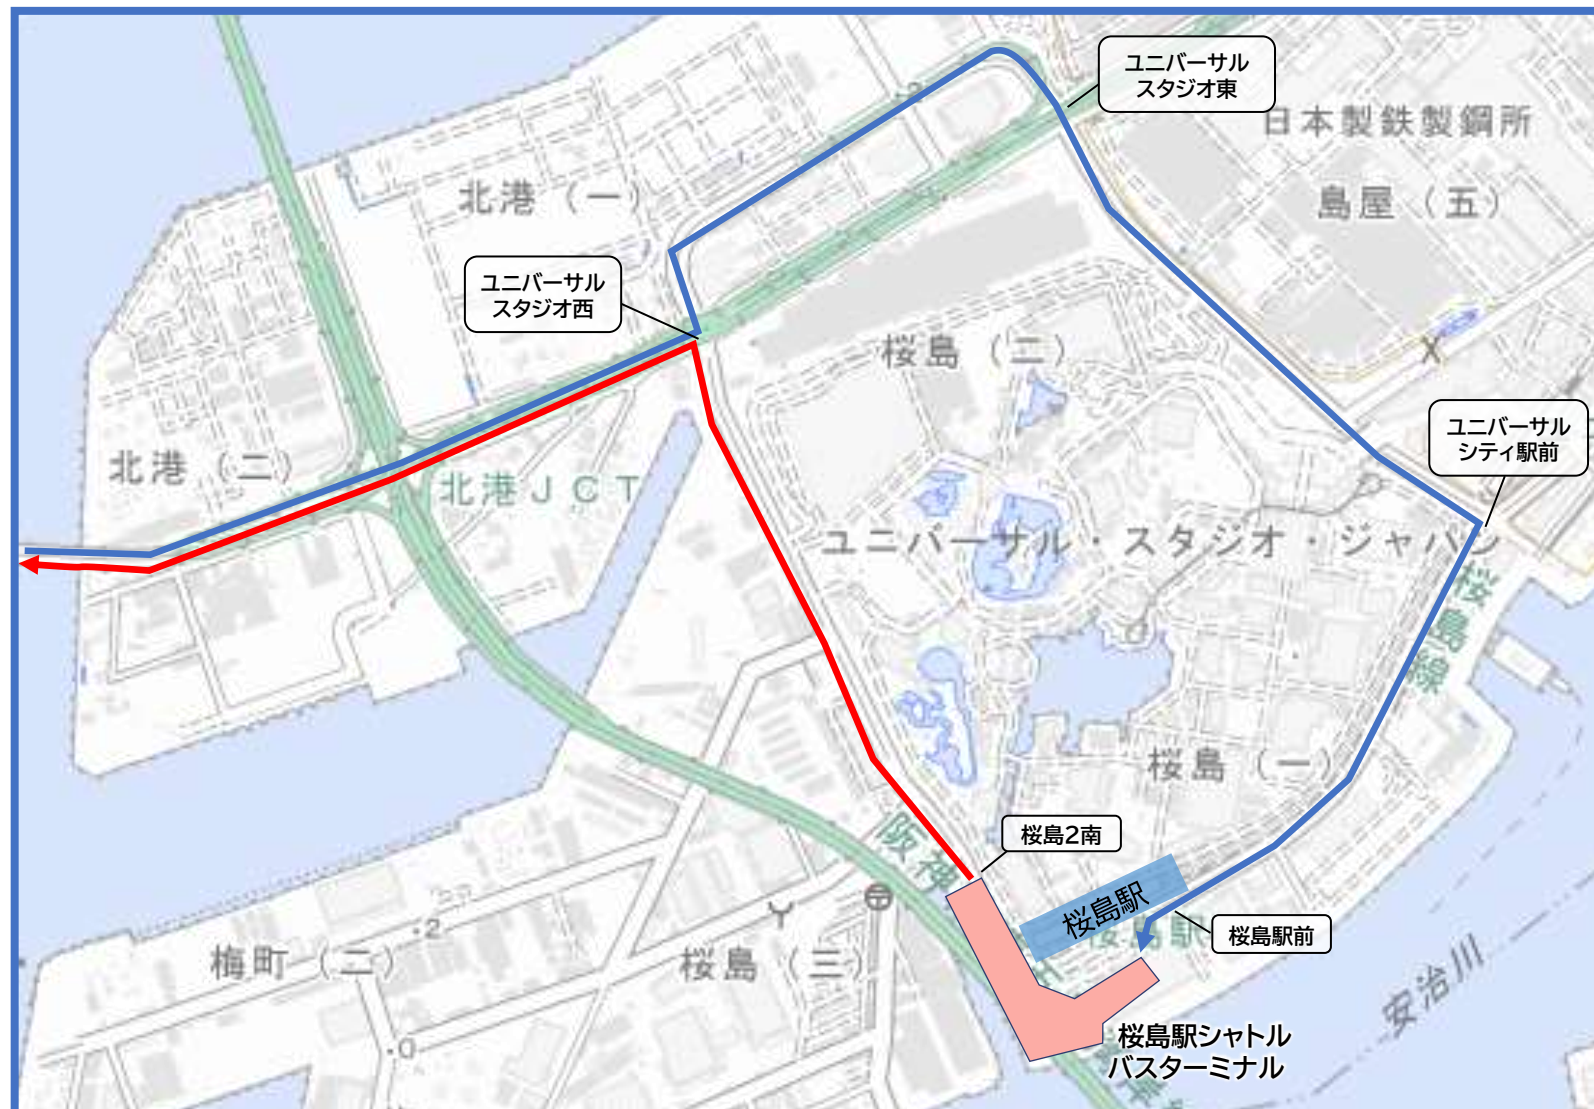 ユニバーサル
スタジオ東
日本製鉄製鋼所
島屋(五)
北港(一)
ユニバーサル
スタジオ西
桜島(二)
ユニバーサル
シティ駅前
北港(二)
北港JCT
ユニバーサル・スタジオ・ジャパン
桜島線
桜島(一)
桜島2南
阪神
桜島駅
桜島駅
桜島駅前
梅町(二)
桜島(三)
安治川
桜島駅シャトル
バスターミナル